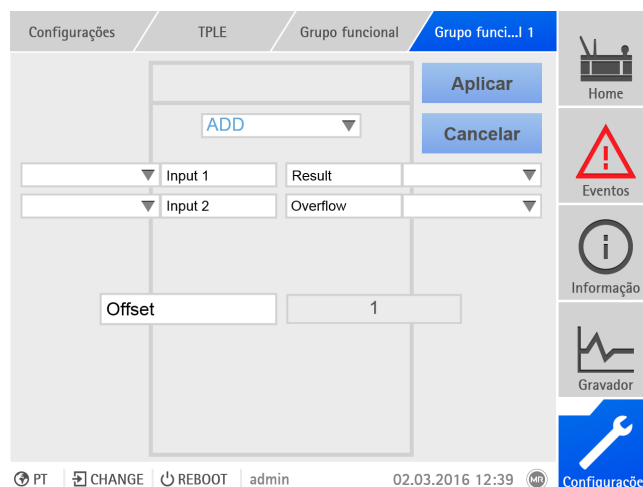 Configurações TPLE Grupo funcional Grupo funci...l 1
Aplicar
Home
ADD
Cancelar
Input 1 Result
Eventos
Input 2 Overflow
Informação
Offset 1
Gravador
PT CHANGE REBOOT admin 02.03.2016 12:39 MR
Configuraçõe